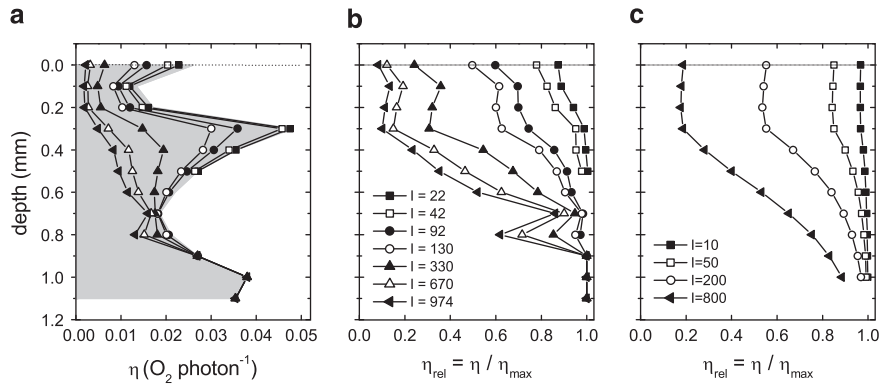 a
b
c
depth (mm)
0.0
0.2
0.4
0.6
0.8
1.0
1.2
0.00 0.01 0.02 0.03 0.04 0.05
η (O₂ photon⁻¹)
I = 22
I = 42
I = 92
I = 130
I = 330
I = 670
I = 974
0.0 0.2 0.4 0.6 0.8 1.0
ηrel = η / ηmax
I=10
I=50
I=200
I=800
0.0 0.2 0.4 0.6 0.8 1.0
ηrel = η / ηmax